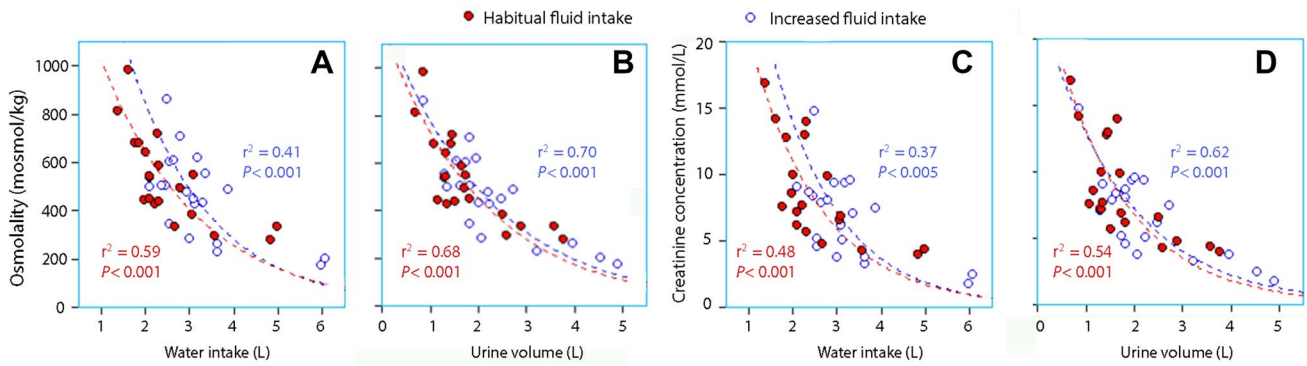 Habitual fluid intake
Increased fluid intake
A
Osmolality (mosmol/kg)
1000
800
600
400
200
0
r² = 0.41
P< 0.001
r² = 0.59
P< 0.001
1 2 3 4 5 6
Water intake (L)
B
r² = 0.70
P< 0.001
r² = 0.68
P< 0.001
0 1 2 3 4 5
Urine volume (L)
C
Creatinine concentration (mmol/L)
20
15
10
5
0
r² = 0.37
P< 0.005
r² = 0.48
P< 0.001
1 2 3 4 5 6
Water intake (L)
D
r² = 0.62
P< 0.001
r² = 0.54
P< 0.001
0 1 2 3 4 5
Urine volume (L)